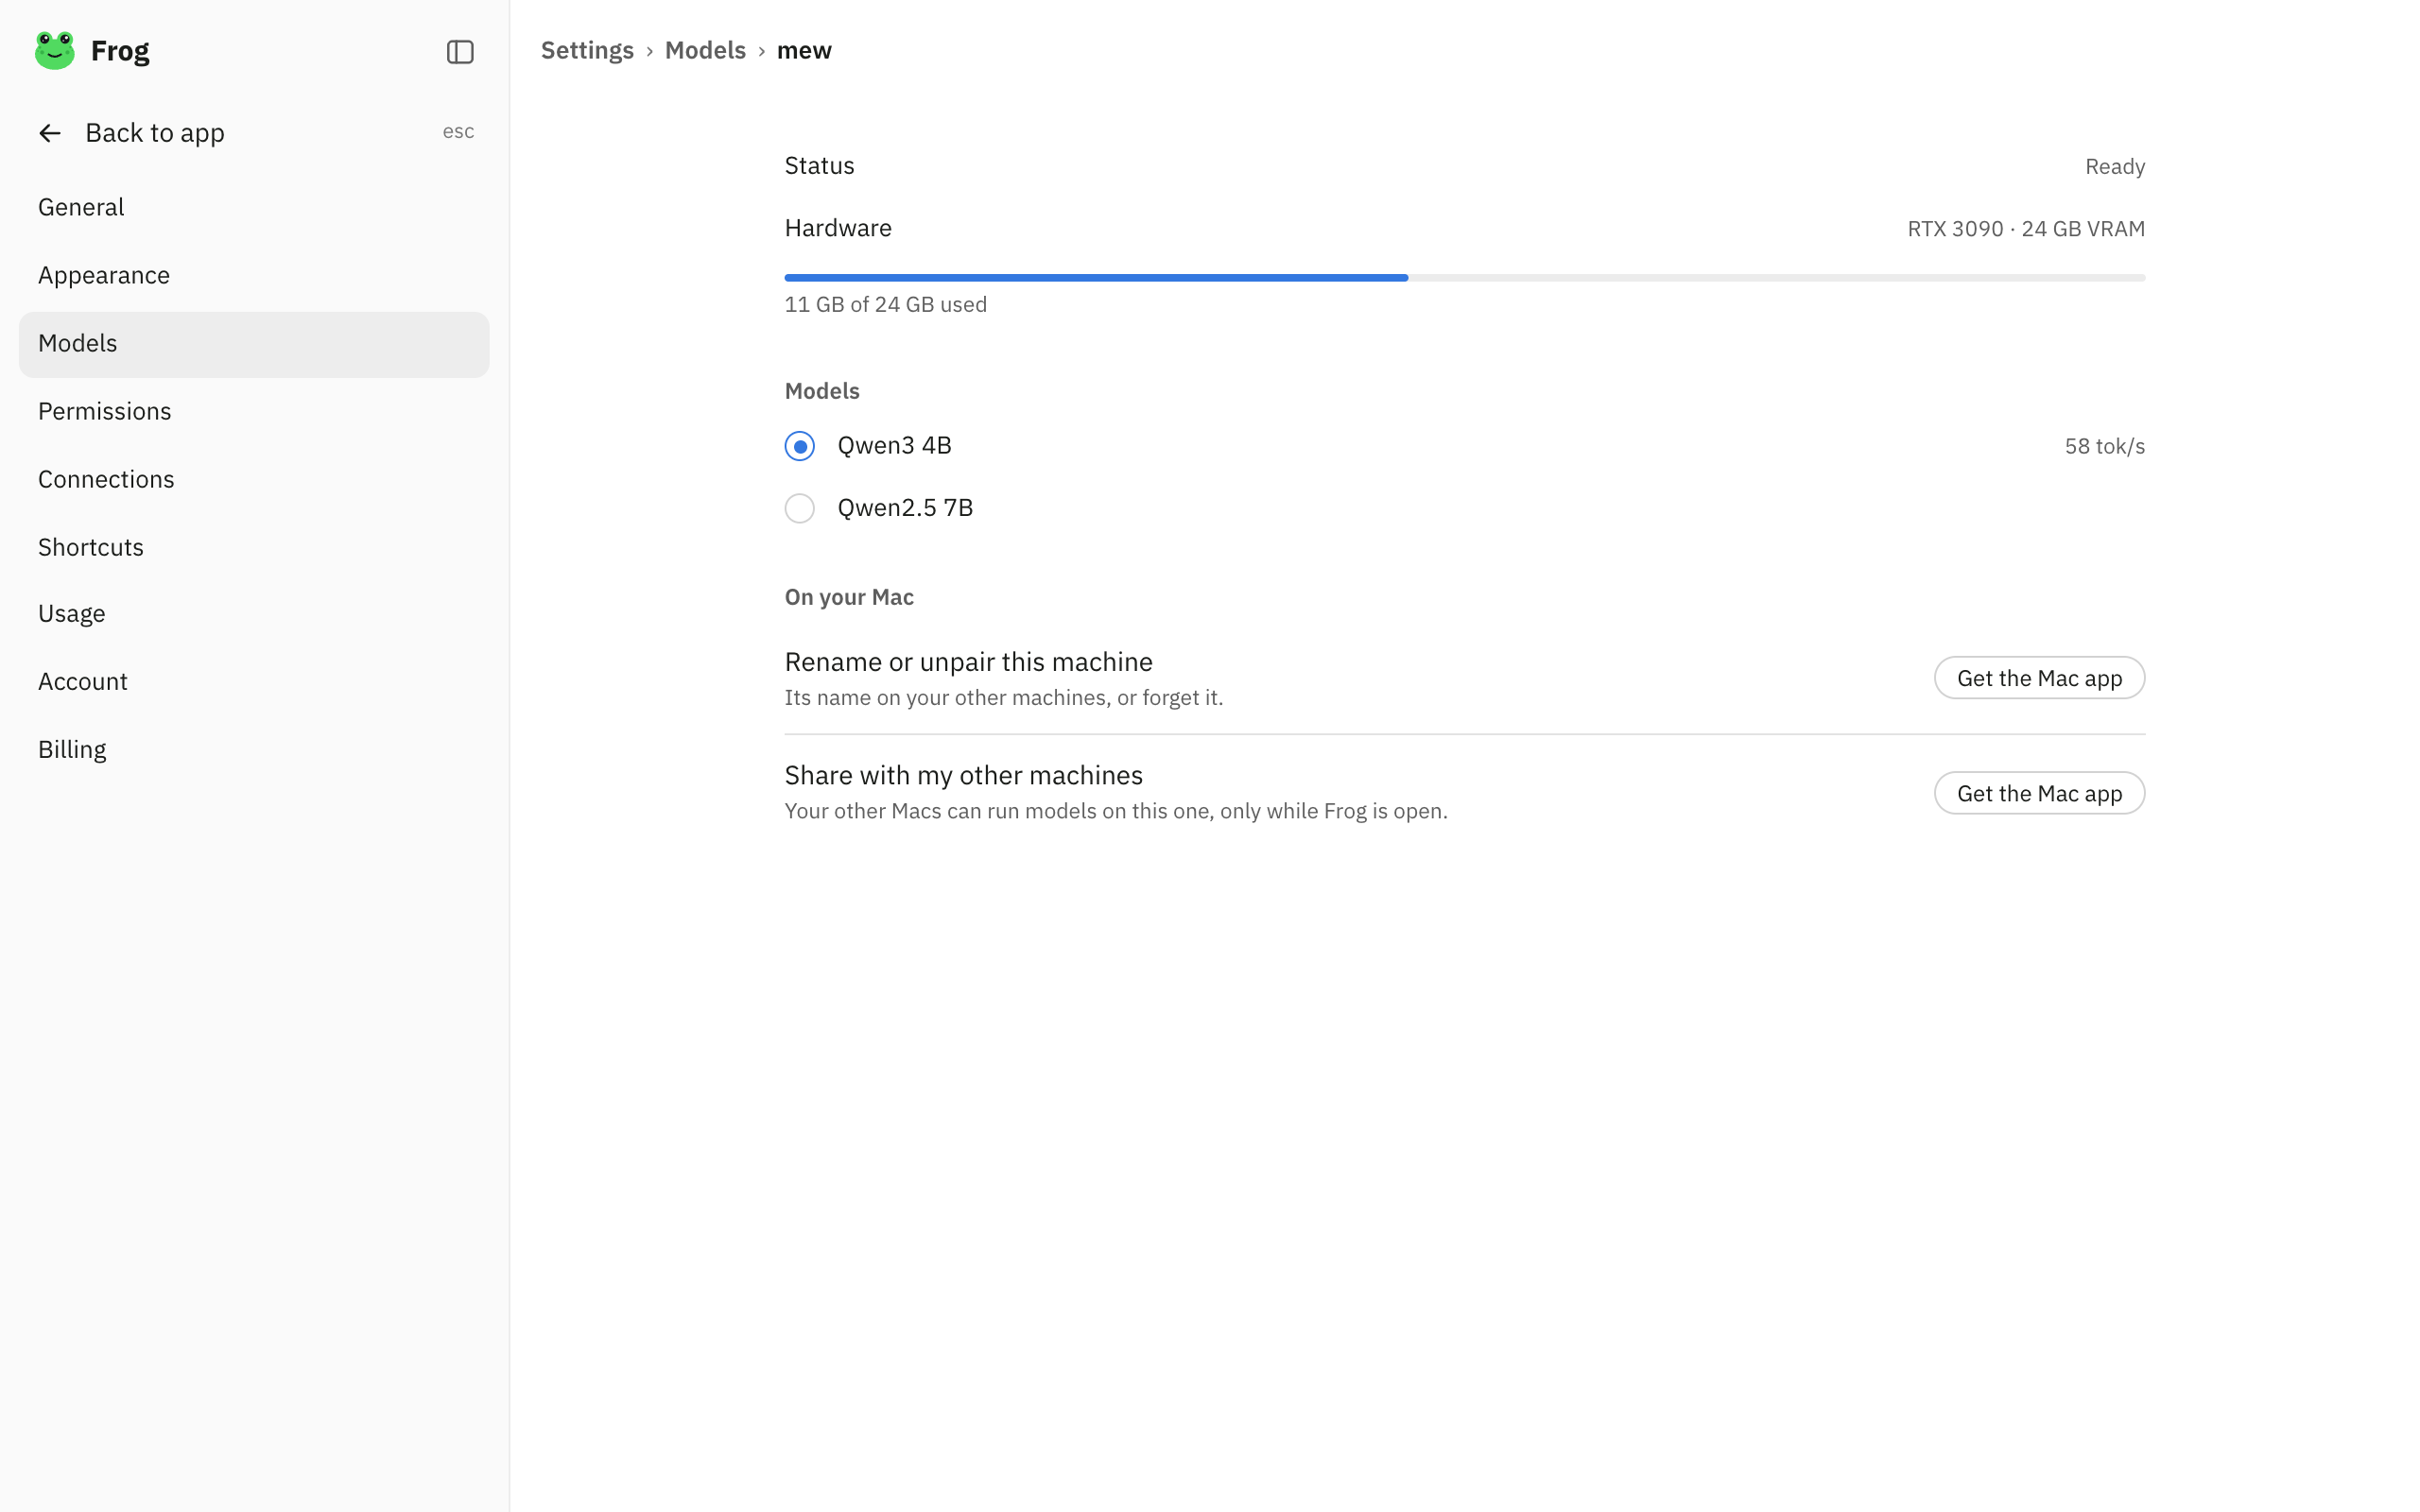 Frog
Settings › Models › mew
Back to app
esc
General
Appearance
Models
Permissions
Connections
Shortcuts
Usage
Account
Billing
Status
Ready
Hardware
RTX 3090 · 24 GB VRAM
11 GB of 24 GB used
Models
Qwen3 4B
58 tok/s
Qwen2.5 7B
On your Mac
Rename or unpair this machine
Its name on your other machines, or forget it.
Get the Mac app
Share with my other machines
Your other Macs can run models on this one, only while Frog is open.
Get the Mac app